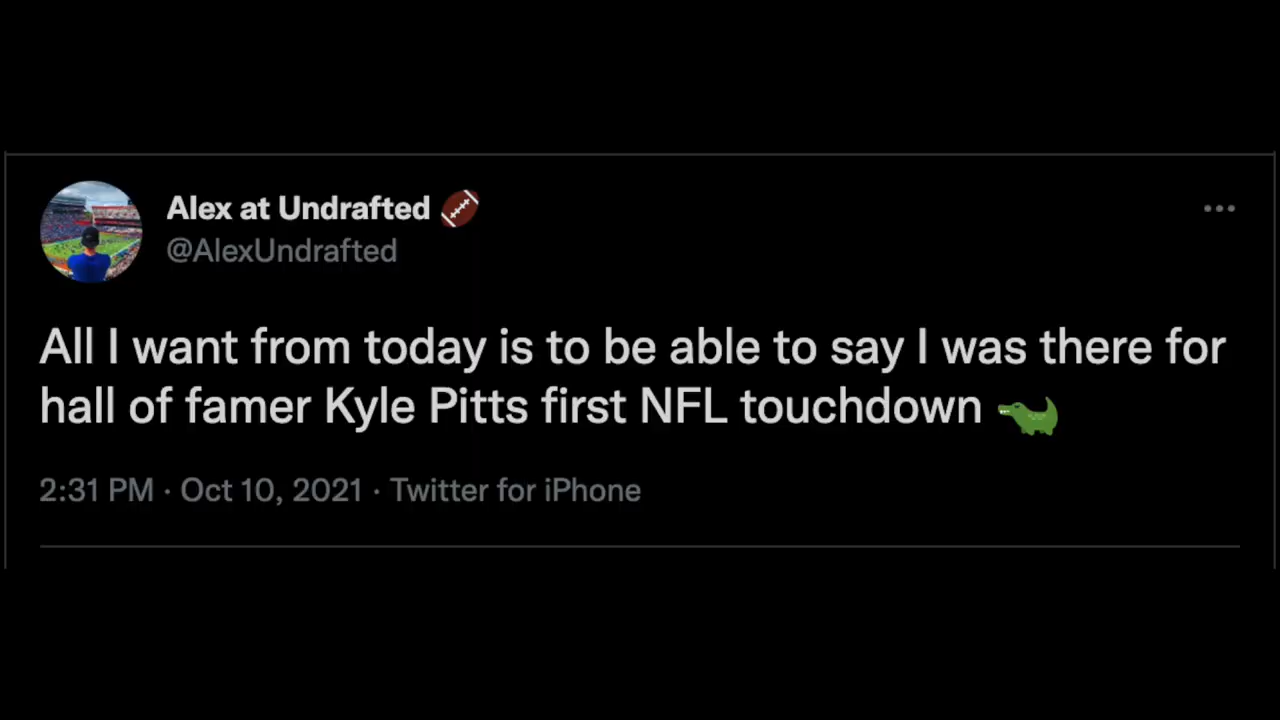 Alex at Undrafted 🏈
@AlexUndrafted
All I want from today is to be able to say I was there for
hall of famer Kyle Pitts first NFL touchdown 🐊
2:31 PM · Oct 10, 2021 · Twitter for iPhone